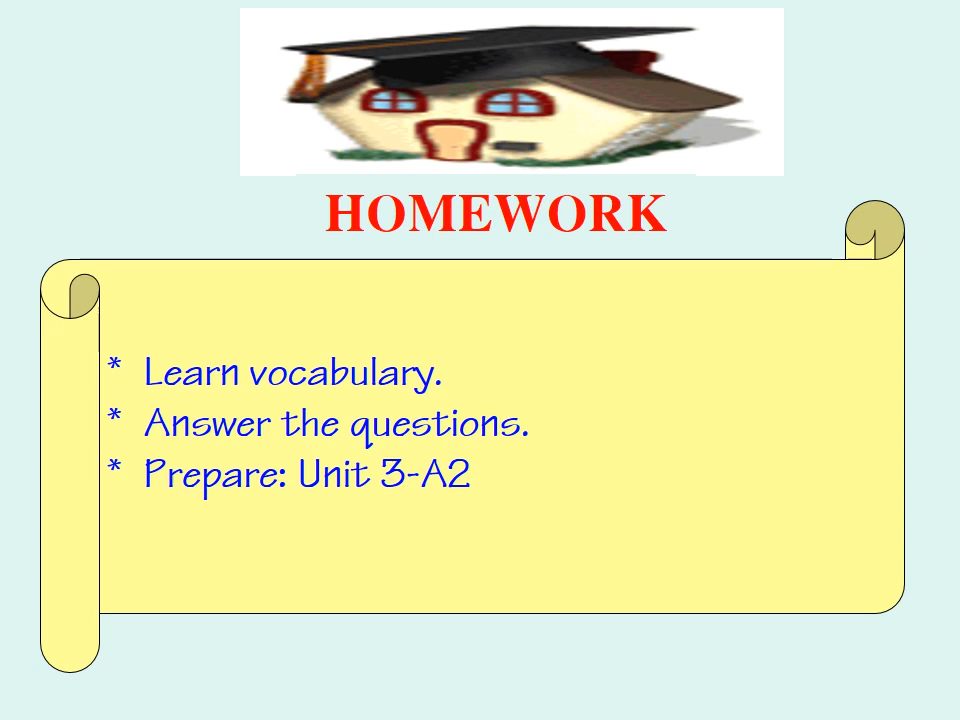 HOMEWORK
* Learn vocabulary.
* Answer the questions.
* Prepare: Unit 3-A2